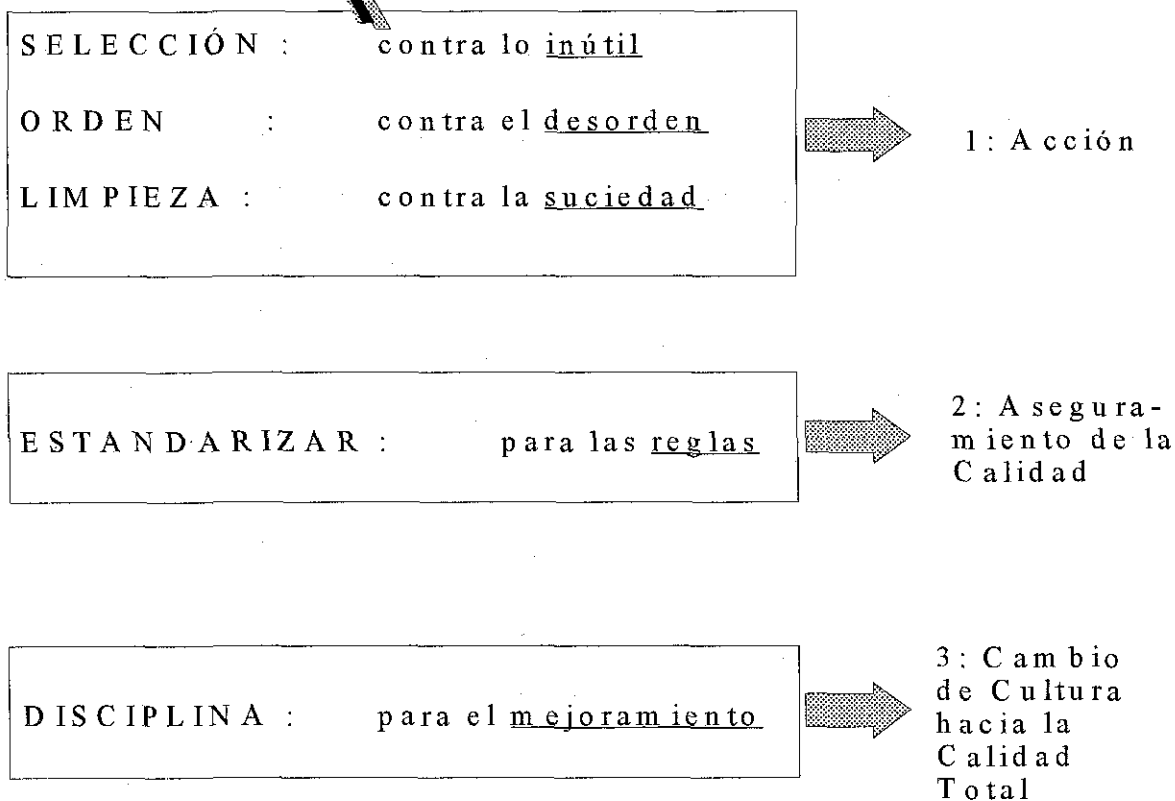 SELECCIÓN : contra lo inútil
ORDEN : contra el desorden
1: Acción
LIMPIEZA : contra la suciedad
ESTANDARIZAR : para las reglas
2: Asegura-
miento de la
Calidad
DISCIPLINA : para el mejoramiento
3: Cambio
de Cultura
hacia la
Calidad
Total